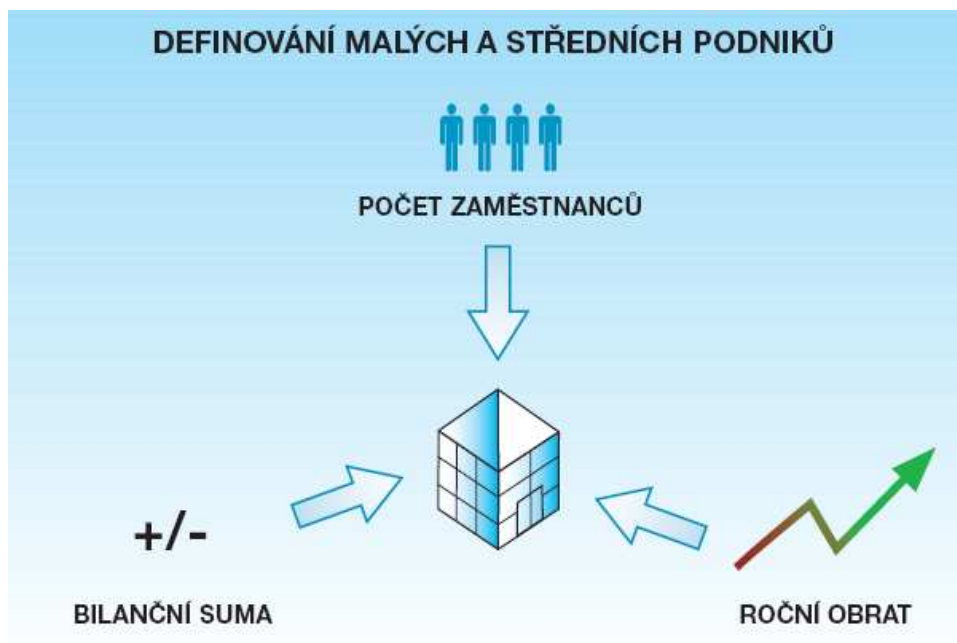 DEFINOVÁNÍ MALÝCH A STŘEDNÍCH PODNIKŮ
POČET ZAMĚSTNANCŮ
+/-
BILANČNÍ SUMA
ROČNÍ OBRAT